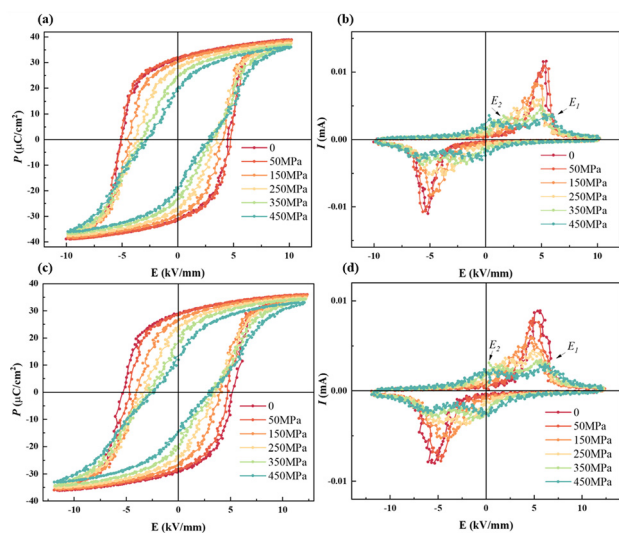 (a)
40
30
20
10
0
-10
-20
-30
-40
P (μC/cm²)
-10 -5 0 5 10
E (kV/mm)
0
50MPa
150MPa
250MPa
350MPa
450MPa
(b)
0.01
0.00
-0.01
I (mA)
-10 -5 0 5 10
E (kV/mm)
E₂
E₁
0
50MPa
150MPa
250MPa
350MPa
450MPa
(c)
40
30
20
10
0
-10
-20
-30
-40
P (μC/cm²)
-10 -5 0 5 10
E (kV/mm)
0
50MPa
150MPa
250MPa
350MPa
450MPa
(d)
0.01
0.00
-0.01
I (mA)
-10 -5 0 5 10
E (kV/mm)
E₂
E₁
0
50MPa
150MPa
250MPa
350MPa
450MPa